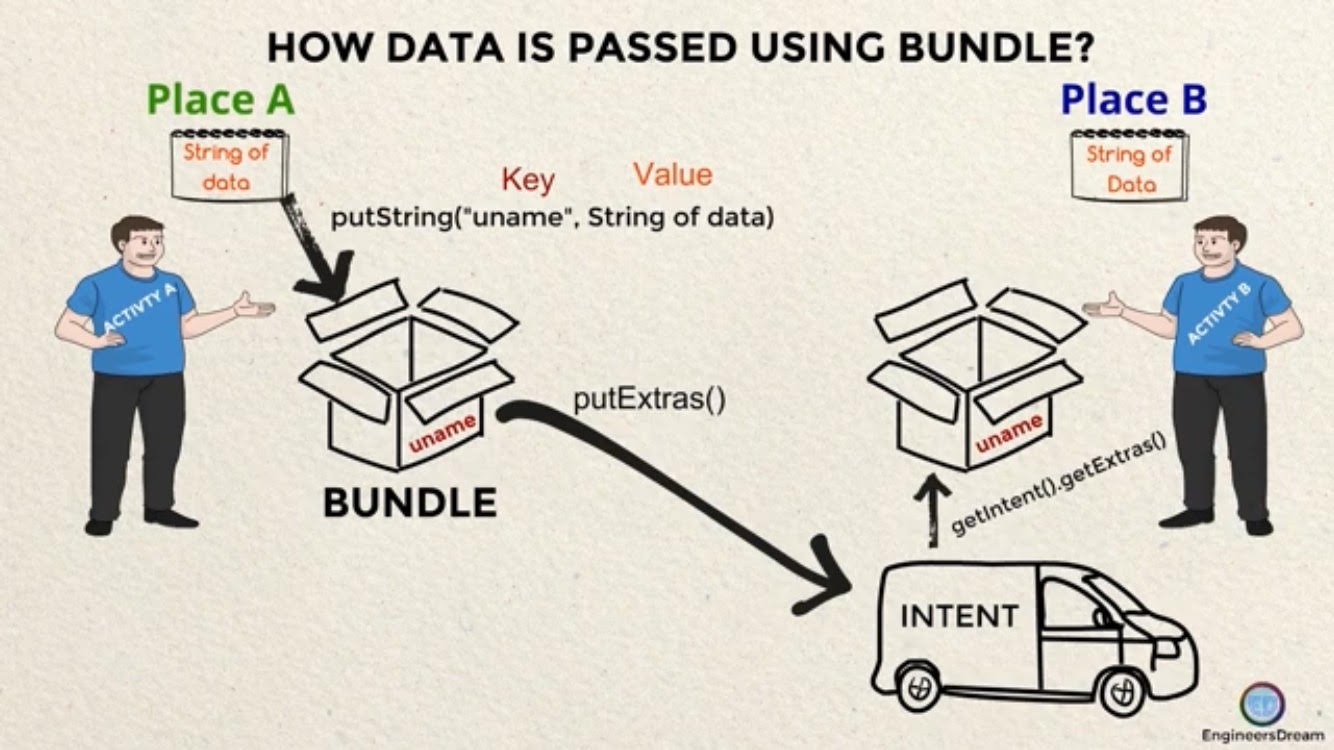 HOW DATA IS PASSED USING BUNDLE?
Place A
Place B
String of
data
String of
Data
Key
Value
putString("uname", String of data)
ACTIVTY A
ACTIVTY B
uname
putExtras()
uname
BUNDLE
getIntent().getExtras()
INTENT
EngineersDream